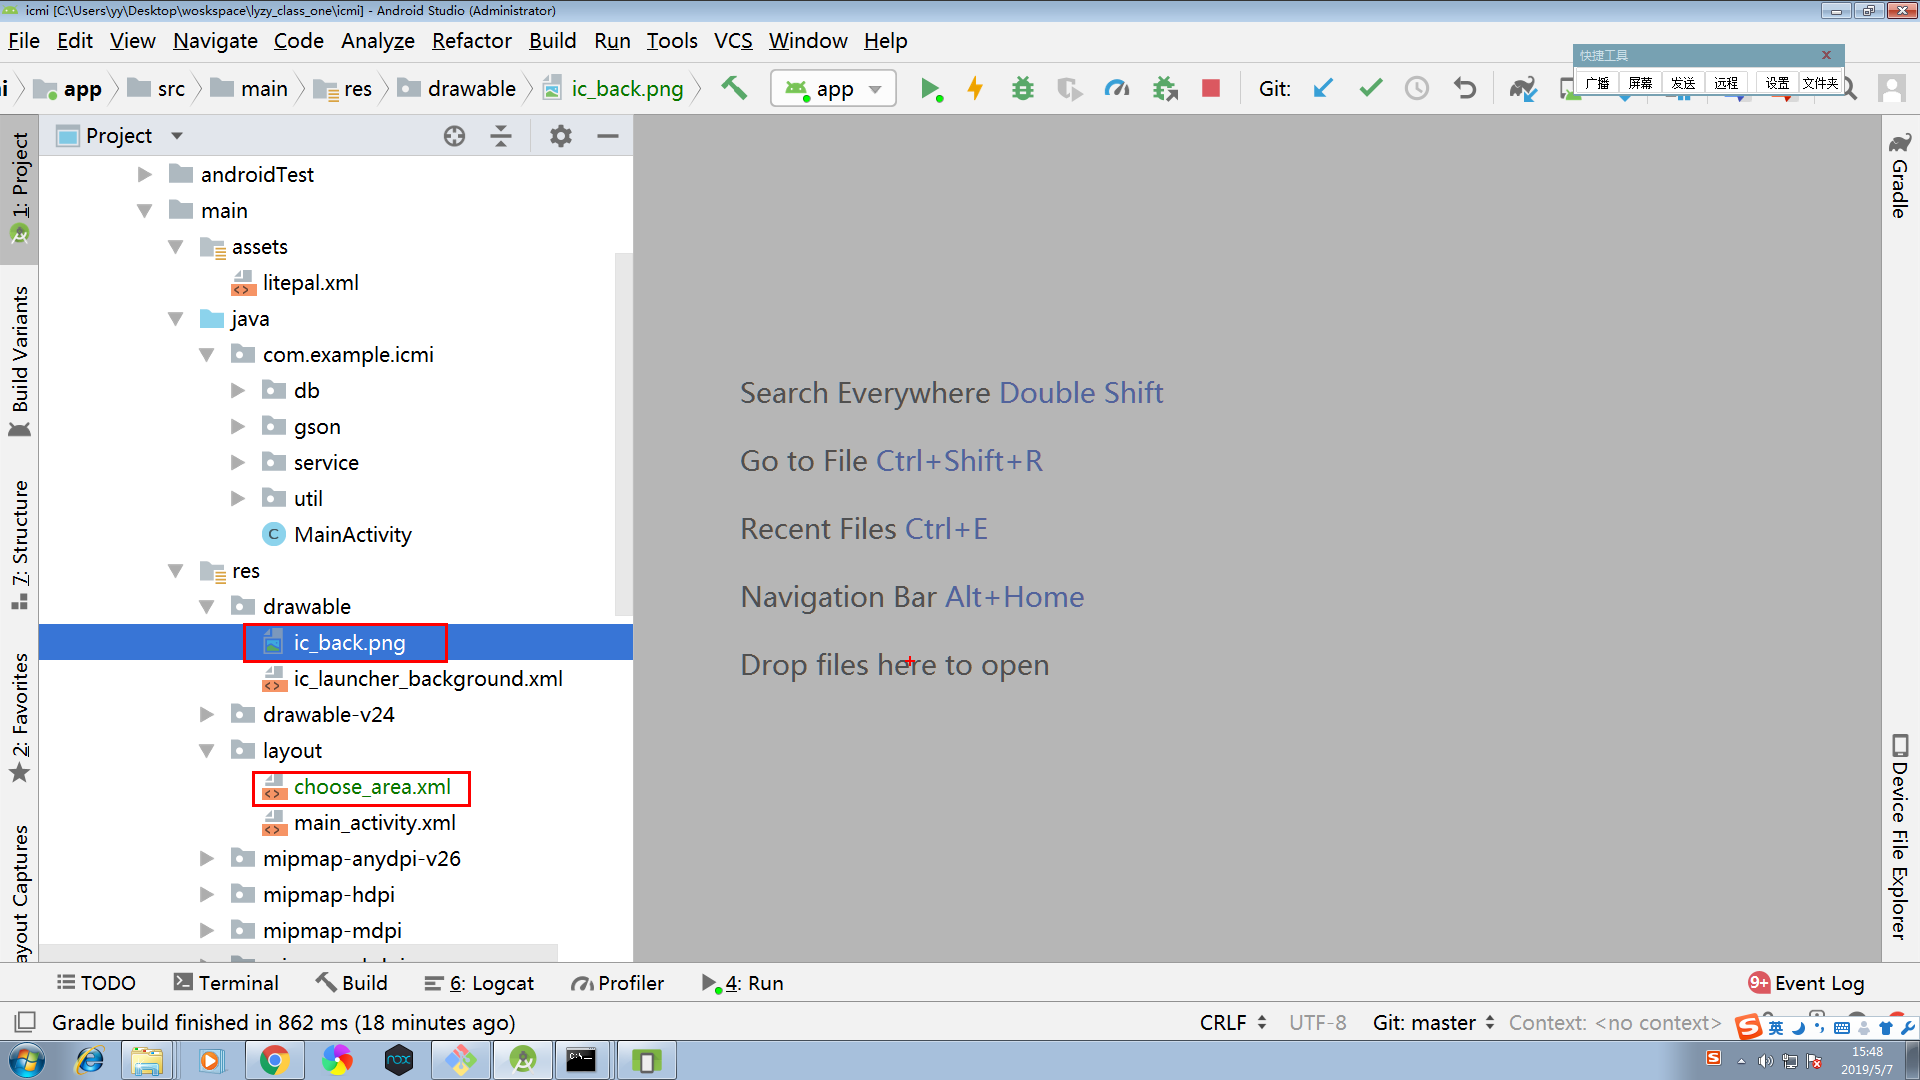 icmi [C:\Users\yy\Desktop\woskspace\lyzy_class_one\icmi] - Android Studio (Administrator)
File Edit View Navigate Code Analyze Refactor Build Run Tools VCS Window Help
快捷工具
app src main res drawable ic_back.png app Git:
广播 屏幕 发送 远程 设置 文件夹
Project
androidTest
main
assets
litepal.xml
java
com.example.icmi
db
gson
service
util
MainActivity
res
drawable
ic_back.png
ic_launcher_background.xml
drawable-v24
layout
choose_area.xml
main_activity.xml
mipmap-anydpi-v26
mipmap-hdpi
mipmap-mdpi
1: Project
Build Variants
7: Structure
2: Favorites
ayout Captures
Search Everywhere Double Shift
Go to File Ctrl+Shift+R
Recent Files Ctrl+E
Navigation Bar Alt+Home
Drop files here to open
Gradle
Device File Explorer
TODO Terminal Build 6: Logcat Profiler 4: Run 9+ Event Log
Gradle build finished in 862 ms (18 minutes ago) CRLF UTF-8 Git: master Context: <no context>
英
nox
C:\
15:48
2019/5/7